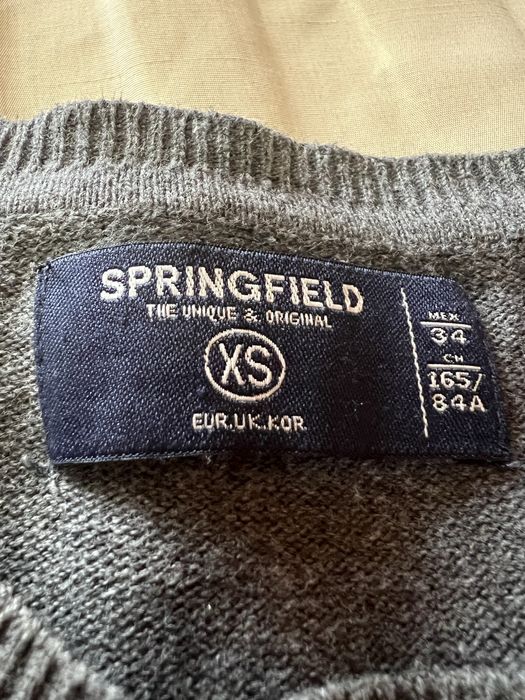 SPRINGFIELD
THE UNIQUE & ORIGINAL
XS
EUR.UK.KOR
MEX
34
CH
165/
84A